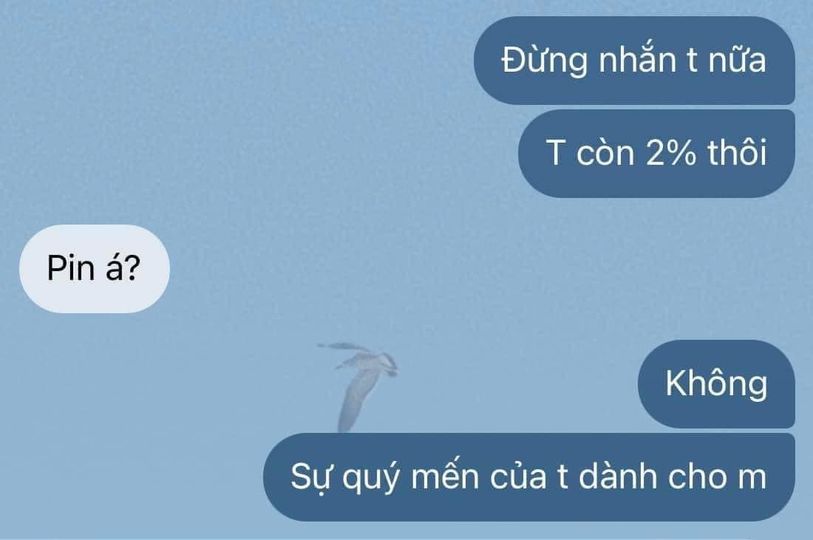 Đừng nhắn t nữa
T còn 2% thôi
Pin á?
Không
Sự quý mến của t dành cho m